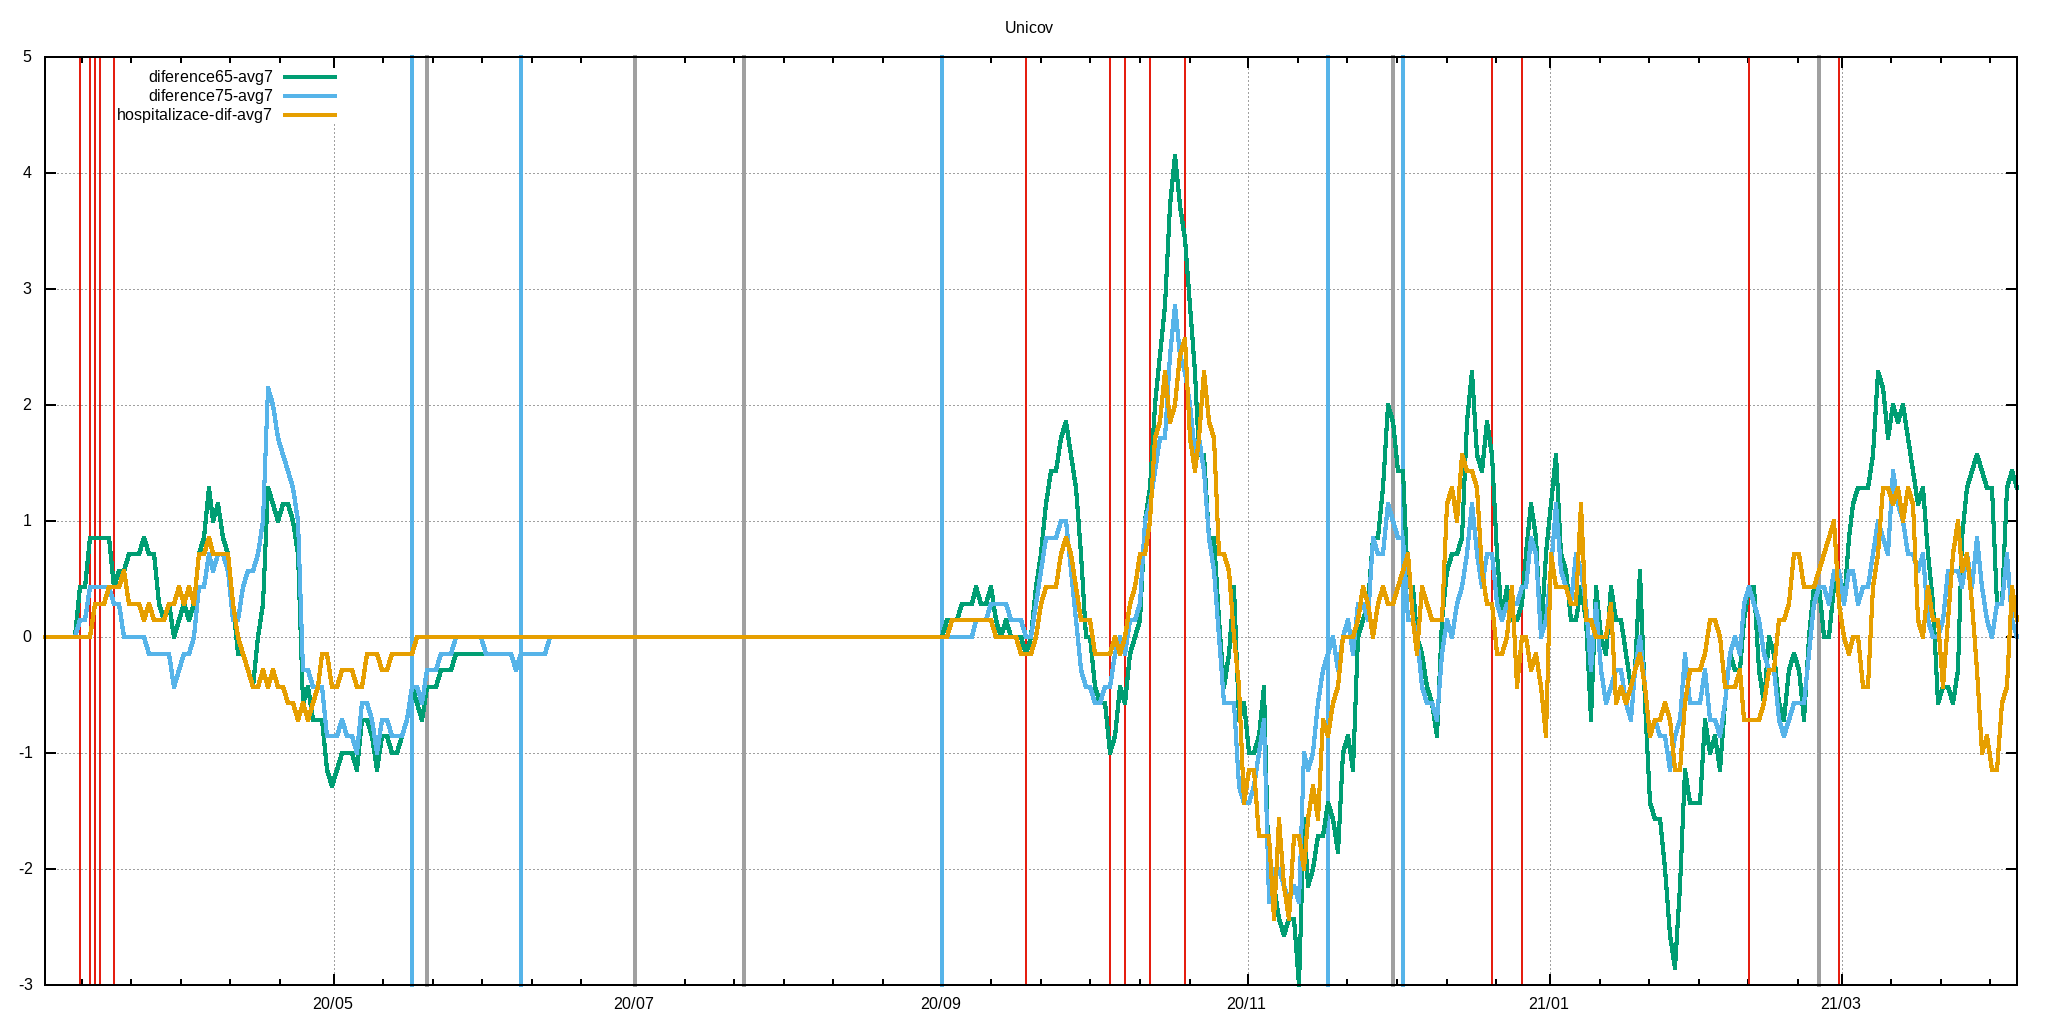 Unicov
5
diference65-avg7
diference75-avg7
hospitalizace-dif-avg7
4
3
2
1
0
-1
-2
-3
20/05 20/07 20/09 20/11 21/01 21/03